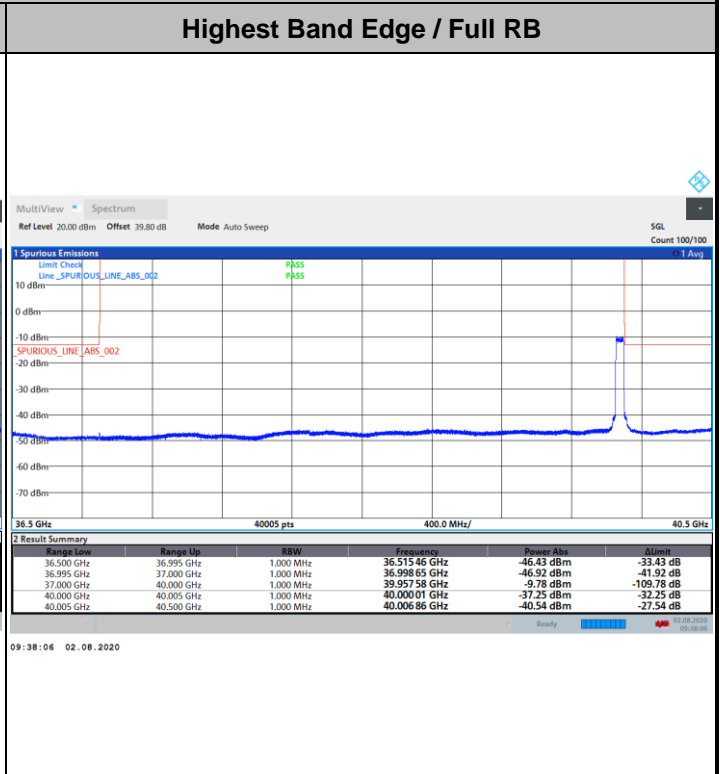 Highest Band Edge / Full RB
MultiView Spectrum
Ref Level 20.00 dBm Offset 39.80 dB Mode Auto Sweep SGL
Count 100/100
1 Spurious Emissions 1 Avg
Limit Check PASS
Line _SPURIOUS_LINE_ABS_002 PASS
10 dBm
0 dBm
-10 dBm
_SPURIOUS_LINE_ABS_002
-20 dBm
-30 dBm
-40 dBm
-50 dBm
-60 dBm
-70 dBm
36.5 GHz 40005 pts 400.0 MHz/ 40.5 GHz
2 Result Summary
Range Low Range Up RBW Frequency Power Abs ΔLimit
36.500 GHz 36.995 GHz 1.000 MHz 36.515 46 GHz -46.43 dBm -33.43 dB
36.995 GHz 37.000 GHz 1.000 MHz 36.998 65 GHz -46.92 dBm -41.92 dB
37.000 GHz 40.000 GHz 1.000 MHz 39.957 58 GHz -9.78 dBm -109.78 dB
40.000 GHz 40.005 GHz 1.000 MHz 40.000 01 GHz -37.25 dBm -32.25 dB
40.005 GHz 40.500 GHz 1.000 MHz 40.006 86 GHz -40.54 dBm -27.54 dB
Ready 02.08.2020
09:38:06
09:38:06 02.08.2020